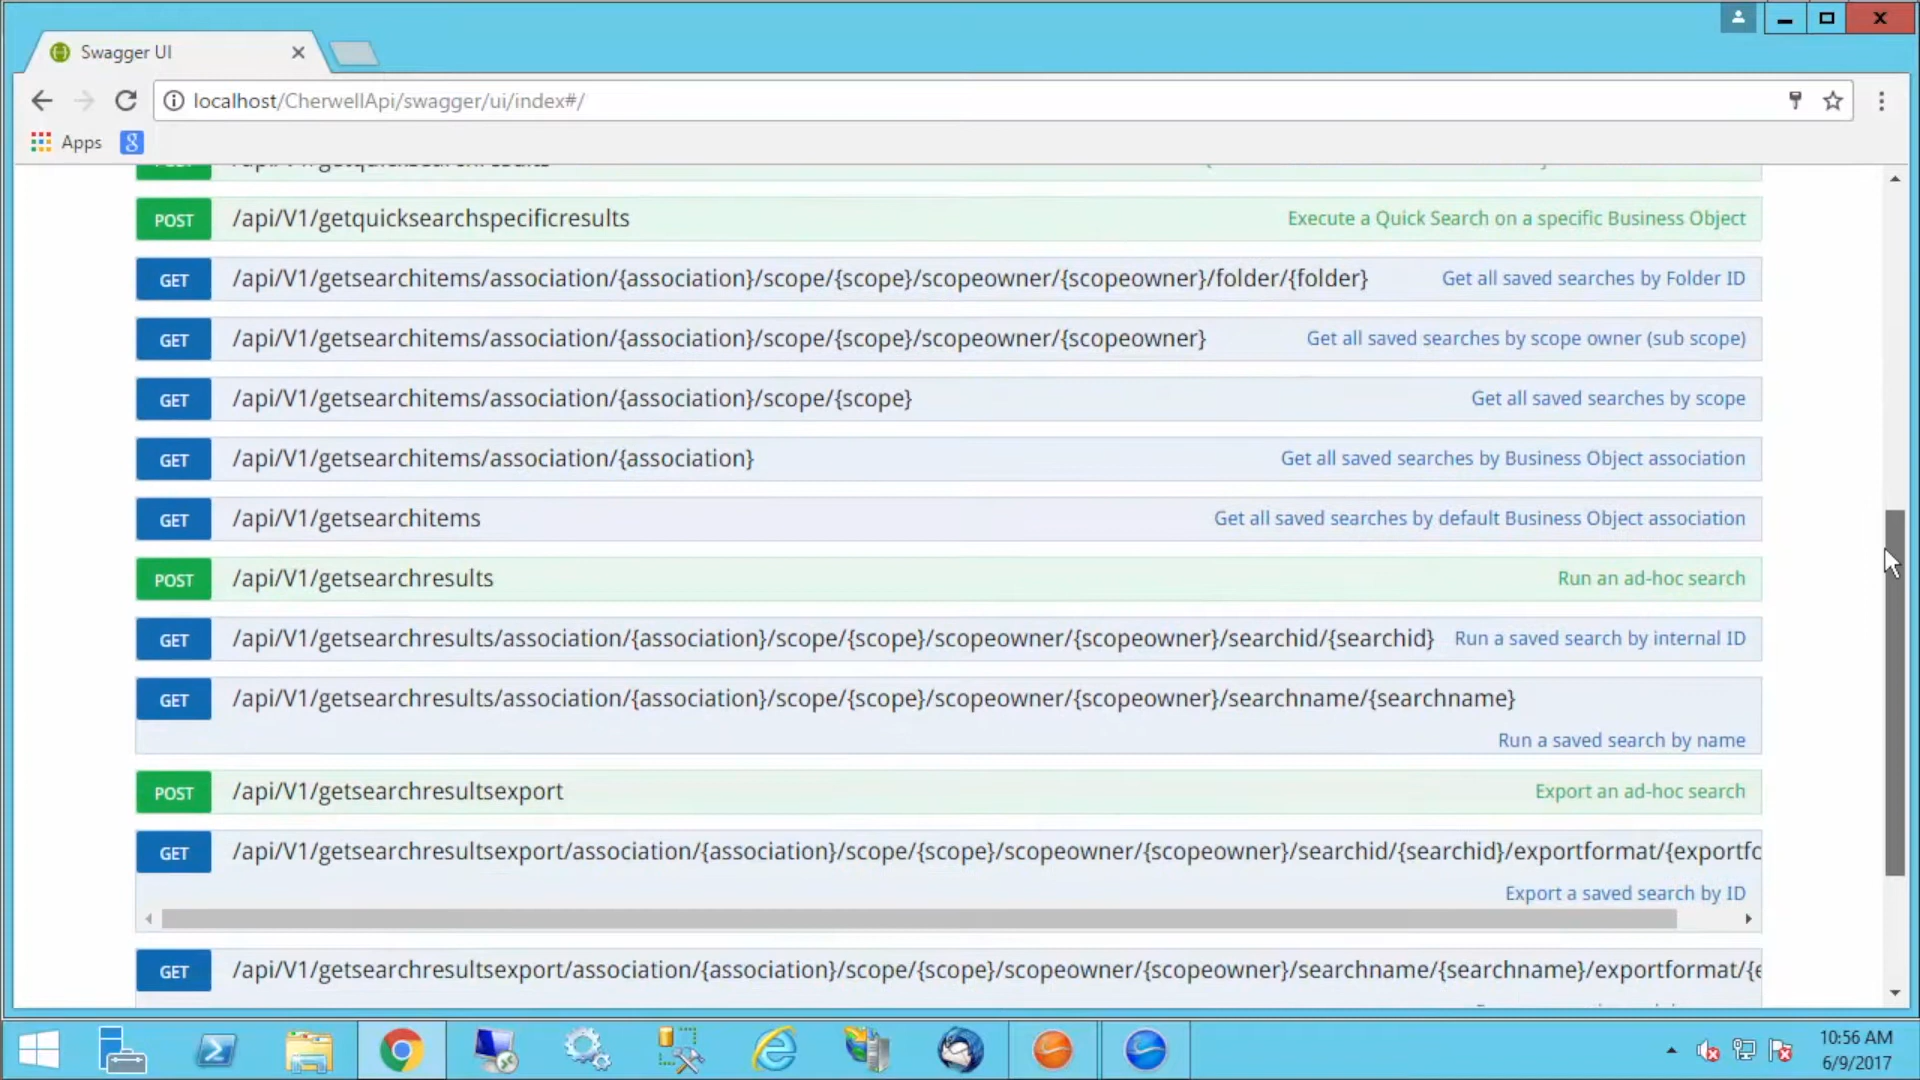 Swagger UI
localhost/CherwellApi/swagger/ui/index#/
Apps
8
POST /api/V1/getquicksearchresults
POST /api/V1/getquicksearchspecificresults Execute a Quick Search on a specific Business Object
GET /api/V1/getsearchitems/association/{association}/scope/{scope}/scopeowner/{scopeowner}/folder/{folder} Get all saved searches by Folder ID
GET /api/V1/getsearchitems/association/{association}/scope/{scope}/scopeowner/{scopeowner} Get all saved searches by scope owner (sub scope)
GET /api/V1/getsearchitems/association/{association}/scope/{scope} Get all saved searches by scope
GET /api/V1/getsearchitems/association/{association} Get all saved searches by Business Object association
GET /api/V1/getsearchitems Get all saved searches by default Business Object association
POST /api/V1/getsearchresults Run an ad-hoc search
GET /api/V1/getsearchresults/association/{association}/scope/{scope}/scopeowner/{scopeowner}/searchid/{searchid} Run a saved search by internal ID
GET /api/V1/getsearchresults/association/{association}/scope/{scope}/scopeowner/{scopeowner}/searchname/{searchname}
Run a saved search by name
POST /api/V1/getsearchresultsexport Export an ad-hoc search
GET /api/V1/getsearchresultsexport/association/{association}/scope/{scope}/scopeowner/{scopeowner}/searchid/{searchid}/exportformat/{exportfo
Export a saved search by ID
GET /api/V1/getsearchresultsexport/association/{association}/scope/{scope}/scopeowner/{scopeowner}/searchname/{searchname}/exportformat/{e
10:56 AM
6/9/2017